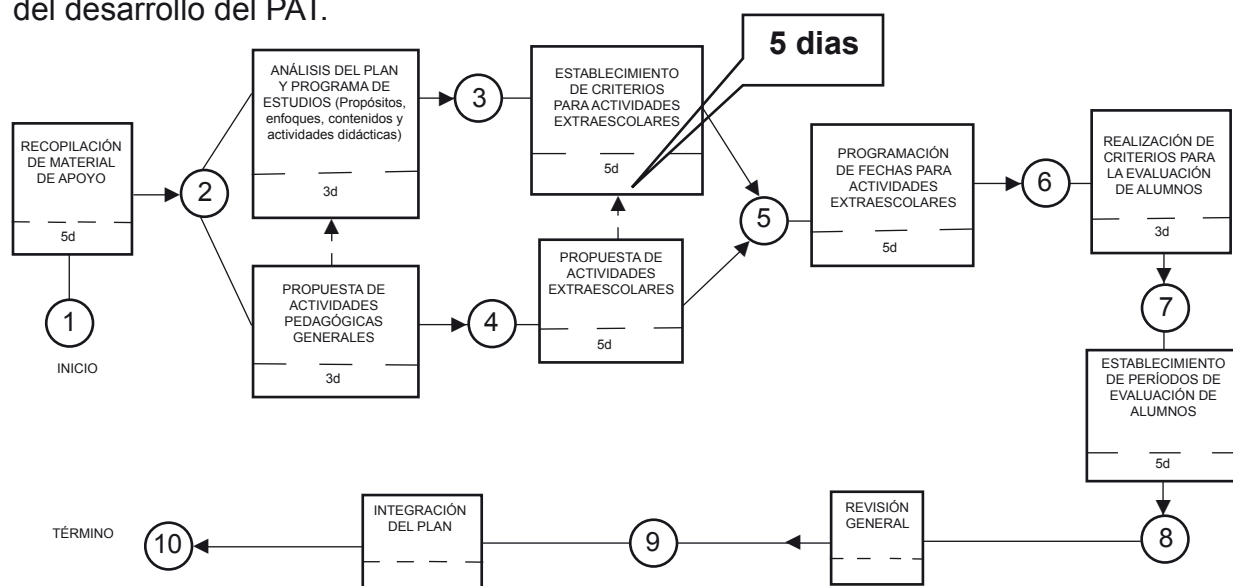 del desarrollo del PAT.
5 dias
ANÁLISIS DEL PLAN
Y PROGRAMA DE
ESTUDIOS (Propósitos,
enfoques, contenidos y
actividades didácticas)
3d
3
ESTABLECIMIENTO
DE CRITERIOS
PARA ACTIVIDADES
EXTRAESCOLARES
5d
RECOPILACIÓN
DE MATERIAL
DE APOYO
5d
2
1
INICIO
PROPUESTA DE
ACTIVIDADES
PEDAGÓGICAS
GENERALES
3d
4
PROPUESTA DE
ACTIVIDADES
EXTRAESCOLARES
5d
5
PROGRAMACIÓN
DE FECHAS PARA
ACTIVIDADES
EXTRAESCOLARES
5d
6
REALIZACIÓN DE
CRITERIOS PARA
LA EVALUACIÓN
DE ALUMNOS
3d
7
ESTABLECIMIENTO
DE PERÍODOS DE
EVALUACIÓN DE
ALUMNOS
5d
8
REVISIÓN
GENERAL
9
INTEGRACIÓN
DEL PLAN
10
TÉRMINO